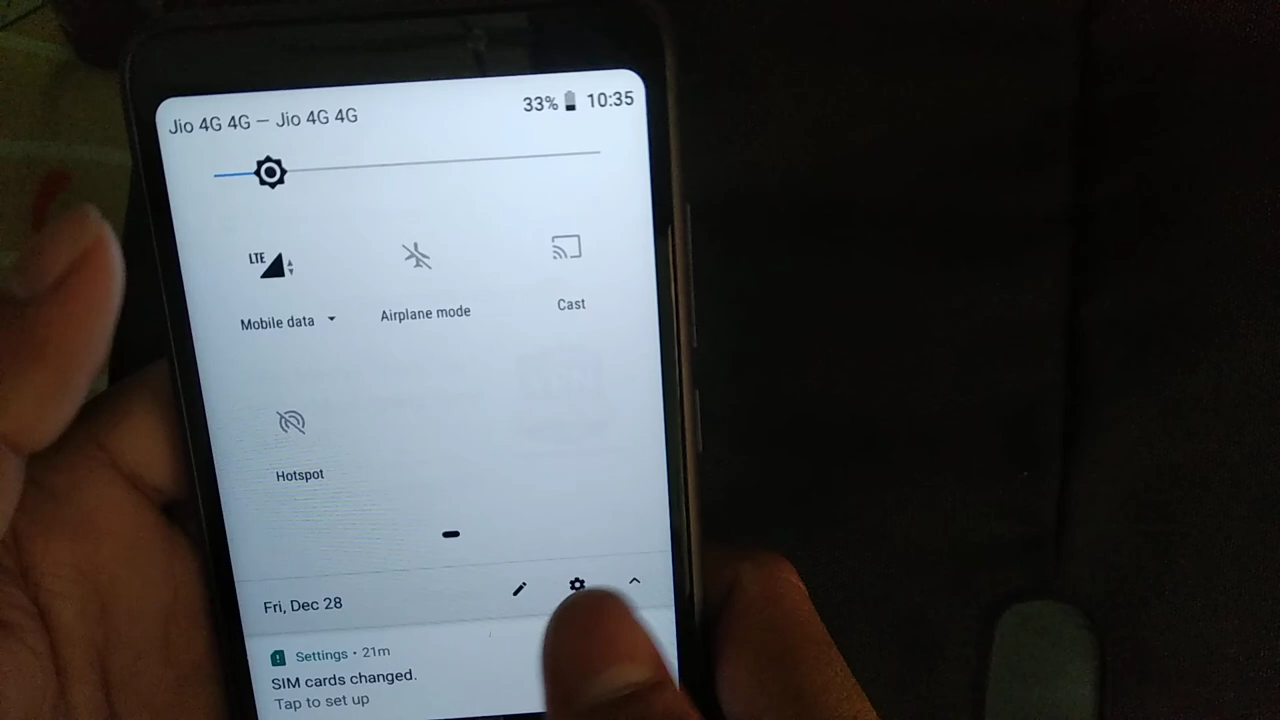 Jio 4G 4G — Jio 4G 4G
33% 10:35
LTE
Mobile data
Airplane mode
Cast
Hotspot
Fri, Dec 28
Settings • 21m
SIM cards changed.
Tap to set up